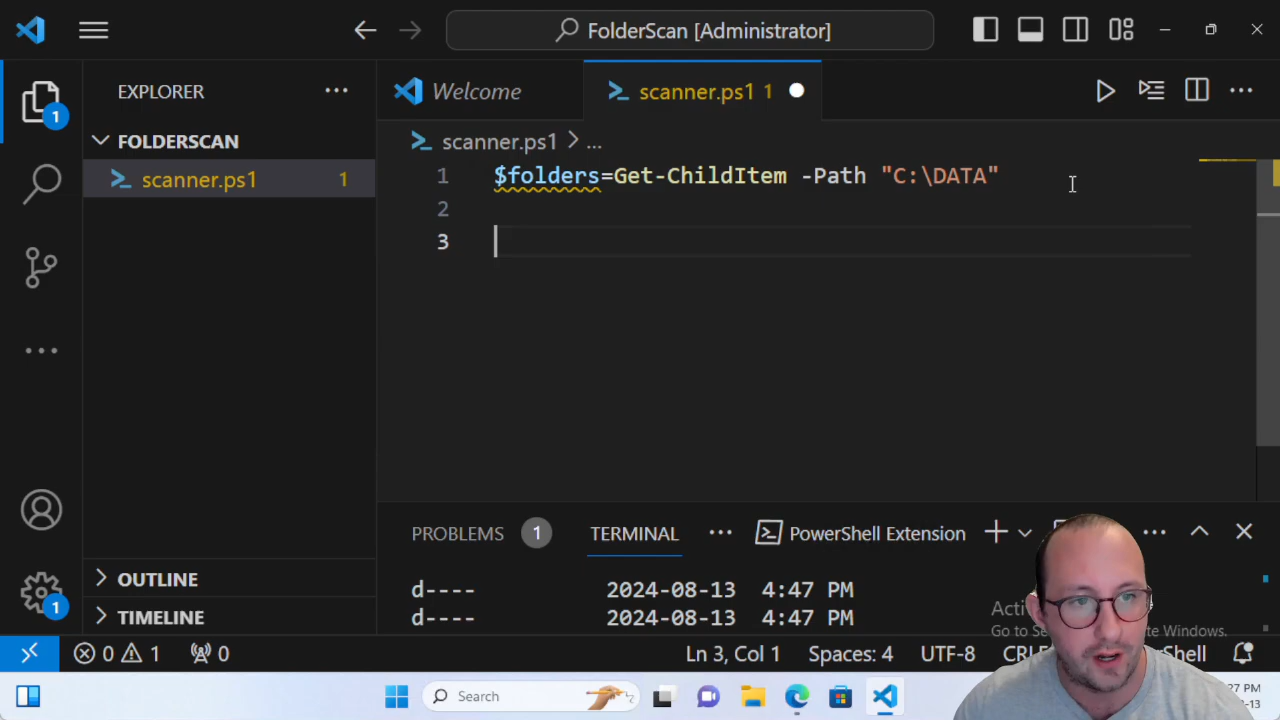 FolderScan [Administrator]
EXPLORER
Welcome
scanner.ps1 1
FOLDERSCAN
scanner.ps1 1
scanner.ps1 > ...
1 $folders=Get-ChildItem -Path "C:\DATA"
2
3
PROBLEMS 1
TERMINAL
PowerShell Extension
d---- 2024-08-13 4:47 PM
d---- 2024-08-13 4:47 PM
OUTLINE
TIMELINE
1
1
0 1 0
Ln 3, Col 1
Spaces: 4
UTF-8
Search